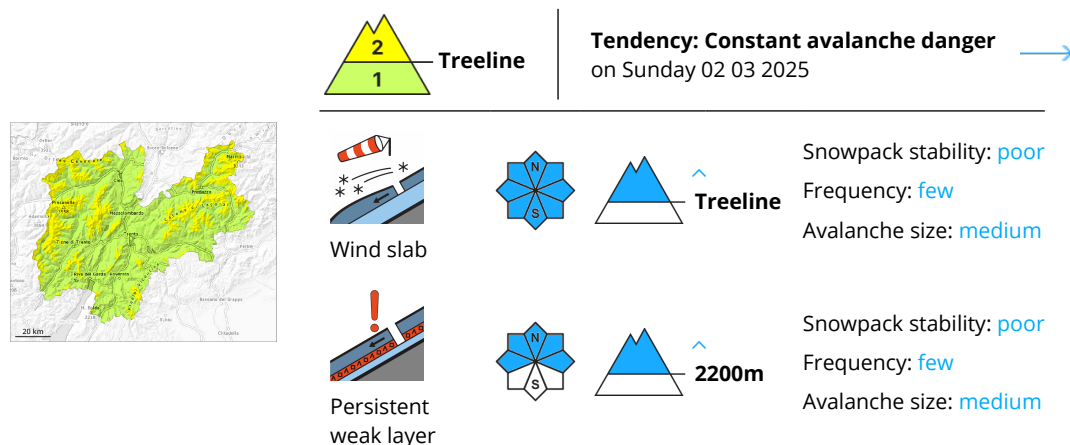 2
1
Treeline
Tendency: Constant avalanche danger
on Sunday 02 03 2025
20 km
Wind slab
N
S
Treeline
Snowpack stability: poor
Frequency: few
Avalanche size: medium
Persistent
weak layer
N
S
2200m
Snowpack stability: poor
Frequency: few
Avalanche size: medium